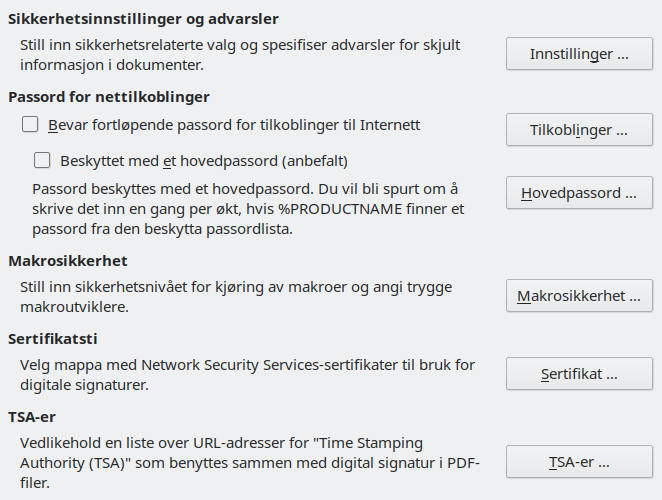 Sikkerhetsinnstillinger og advarsler
Still inn sikkerhetsrelaterte valg og spesifiser advarsler for skjult
informasjon i dokumenter.
Innstillinger ...
Passord for nettilkoblinger
Bevar fortløpende passord for tilkoblinger til Internett
Tilkoblinger ...
Beskyttet med et hovedpassord (anbefalt)
Passord beskyttes med et hovedpassord. Du vil bli spurt om å
skrive det inn en gang per økt, hvis %PRODUCTNAME finner et
passord fra den beskytta passordlista.
Hovedpassord ...
Makrosikkerhet
Still inn sikkerhetsnivået for kjøring av makroer og angi trygge
makroutviklere.
Makrosikkerhet ...
Sertifikatsti
Velg mappa med Network Security Services-sertifikater til bruk for
digitale signaturer.
Sertifikat ...
TSA-er
Vedlikehold en liste over URL-adresser for "Time Stamping
Authority (TSA)" som benyttes sammen med digital signatur i PDF-
filer.
TSA-er ...